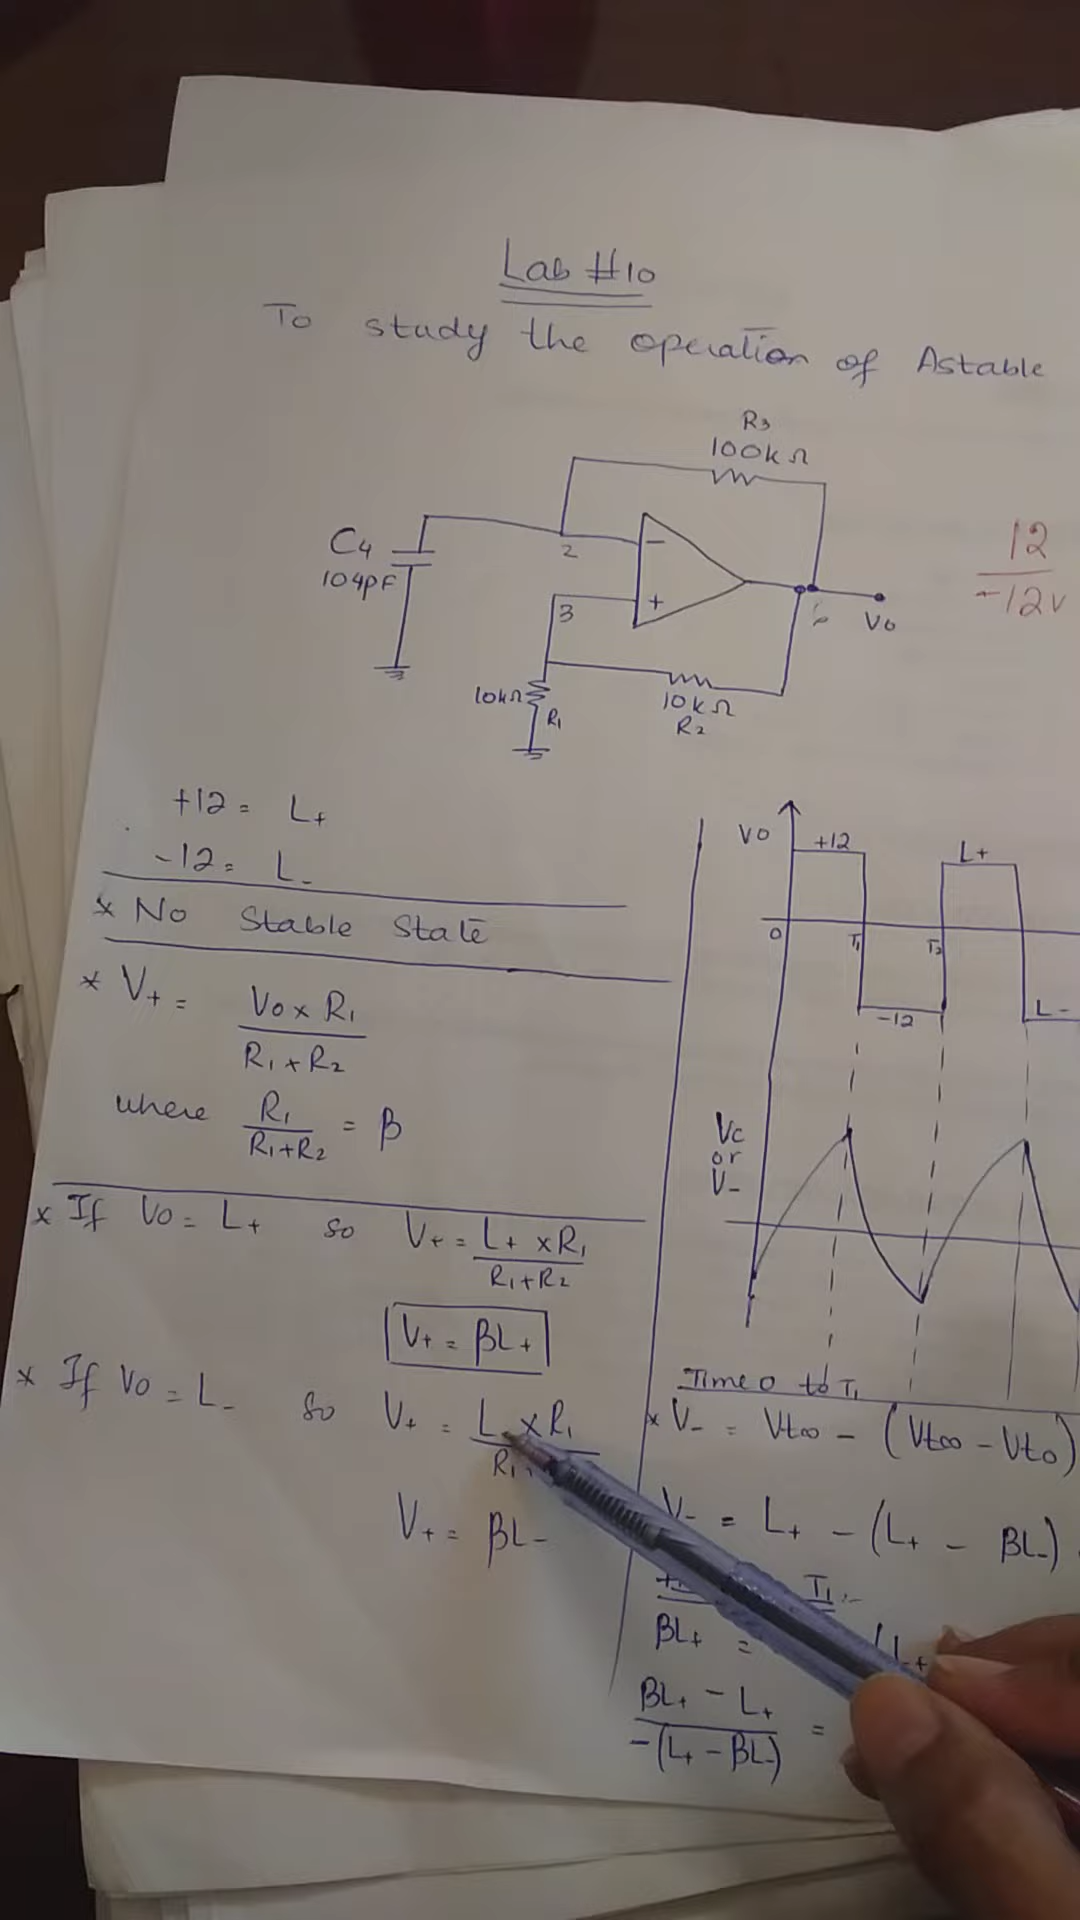 Lab #10
To study the operation of Astable
R3
100kΩ
C4
104pF
2
−
3
+
6
Vo
12
-12v
10kΩ
R1
10kΩ
R2
+12 = L+
-12 = L-
* No Stable State
* V+ = Vo x R1
R1+R2
where R1 = β
R1+R2
* If Vo = L+ so V+ = L+ x R1
R1+R2
V+ = βL+
* If Vo = L- so V+ = L- x R1
R1
V+ = βL-
Vo
+12
L+
0
T1
T2
-12
L-
Vc
or
V-
Time 0 to T1
* V- = Vt∞ - (Vt∞ - Vto)
V- = L+ - (L+ - βL-)
T1 :-
βL+ = (L+
βL+ - L+ =
-(L+ - βL-)